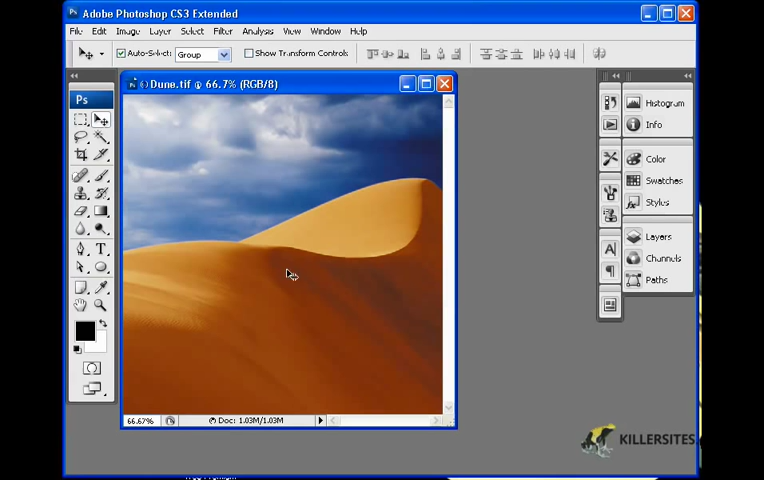 Adobe Photoshop CS3 Extended
File Edit Image Layer Select Filter Analysis View Window Help
Auto-Select: Group Show Transform Controls
Dune.tif @ 66.7% (RGB/8)
Ps
Histogram
Info
Color
Swatches
Styles
Layers
Channels
Paths
T
A
66.67% Doc: 1.03M/1.03M
KILLERSITES